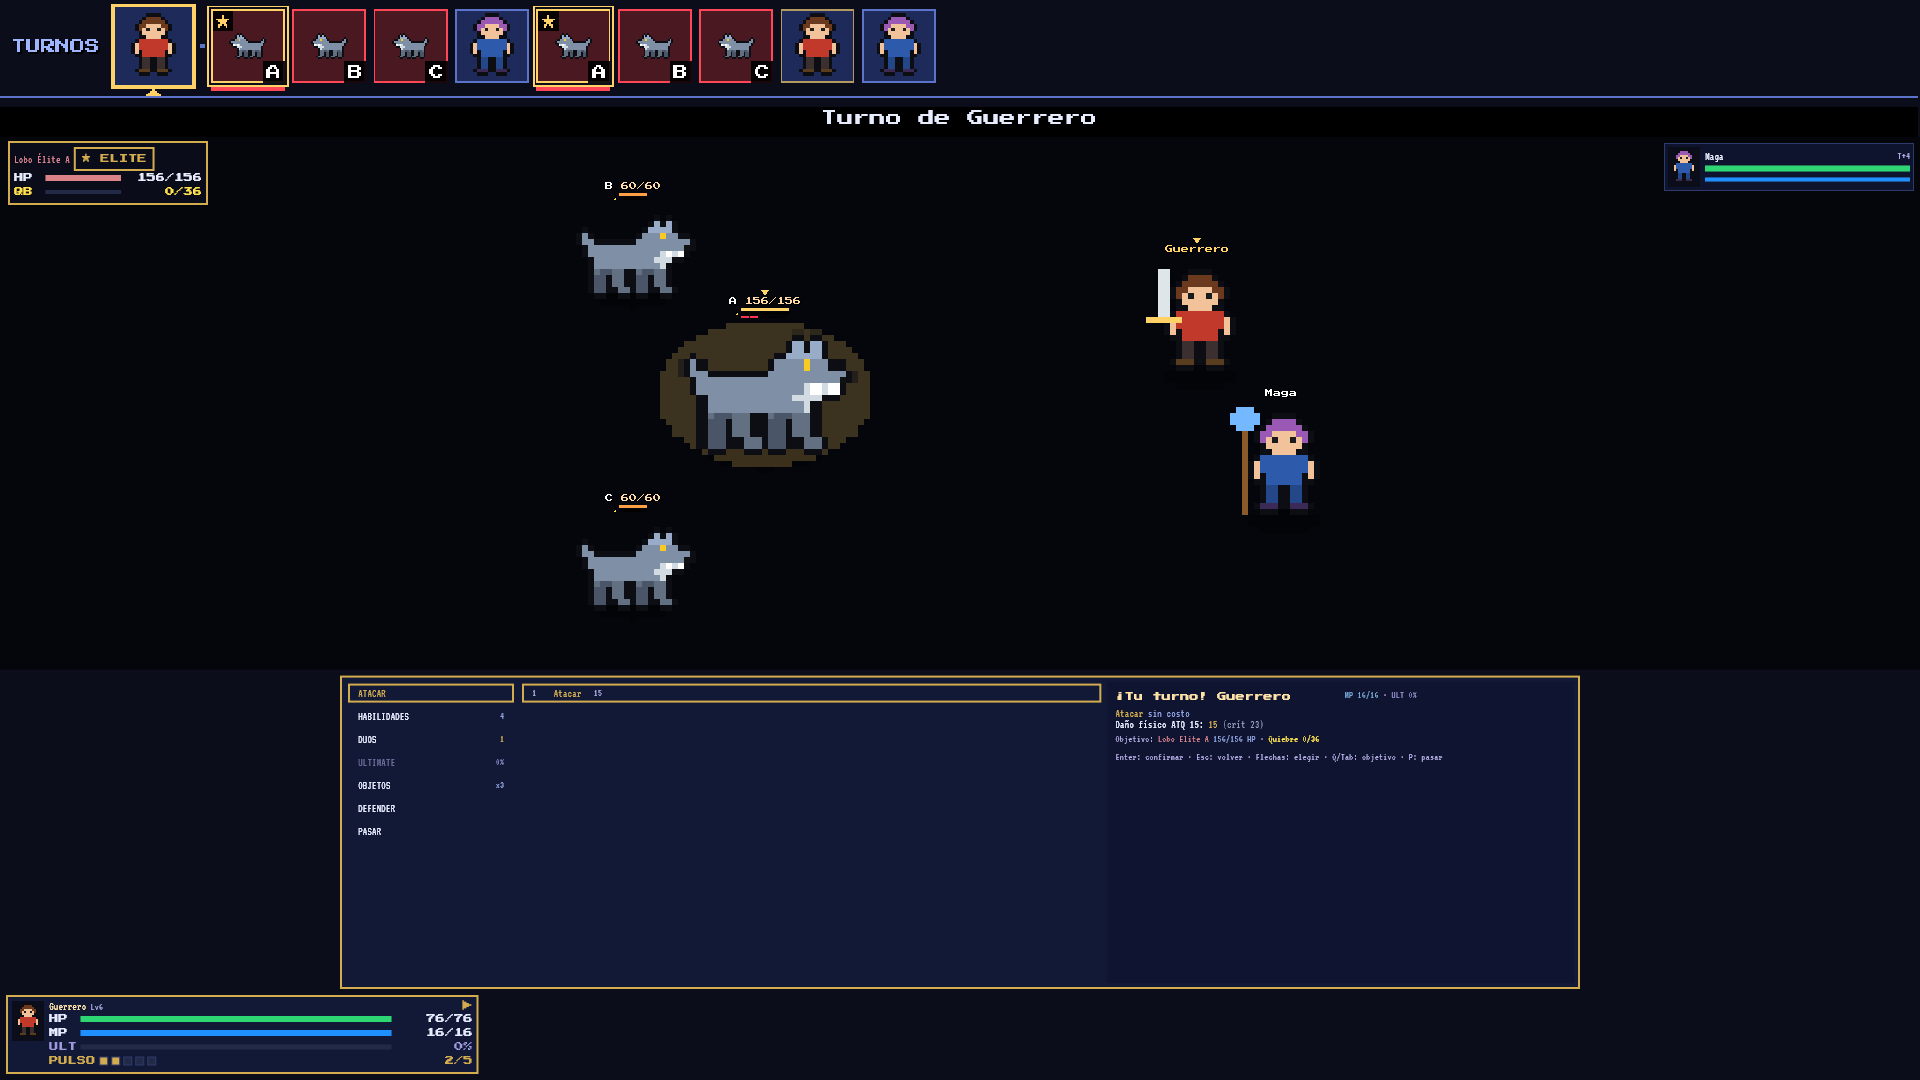 TURNOS
A
B
C
A
B
C
Turno de Guerrero
Lobo Élite A ★ ELITE
HP 156/156
QB 0/36
Maga T+4
B 60/60
A 156/156
C 60/60
Guerrero
Maga
ATACAR
HABILIDADES 4
DUOS 1
ULTIMATE 0%
OBJETOS x3
DEFENDER
PASAR
1 Atacar 15
¡Tu turno! Guerrero MP 16/16 · ULT 0%
Atacar sin costo
Daño físico ATQ 15: 15 (crit 23)
Objetivo: Lobo Élite A 156/156 HP · Quiebre 0/36
Enter: confirmar · Esc: volver · Flechas: elegir · Q/Tab: objetivo · P: pasar
Guerrero Lv6
HP 76/76
MP 16/16
ULT 0%
PULSO 2/5